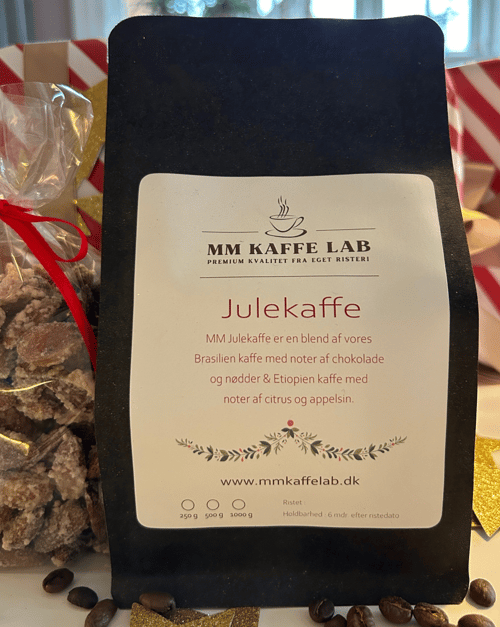 MM KAFFE LAB
PREMIUM KVALITET FRA EGET RISTERI
Julekaffe
MM Julekaffe er en blend af vores
Brasilien kaffe med noter af chokolade
og nødder & Etiopien kaffe med
noter af citrus og appelsin.
www.mmkaffelab.dk
250 g 500 g 1000 g
Ristet :
Holdbarhed : 6 mdr. efter ristedato